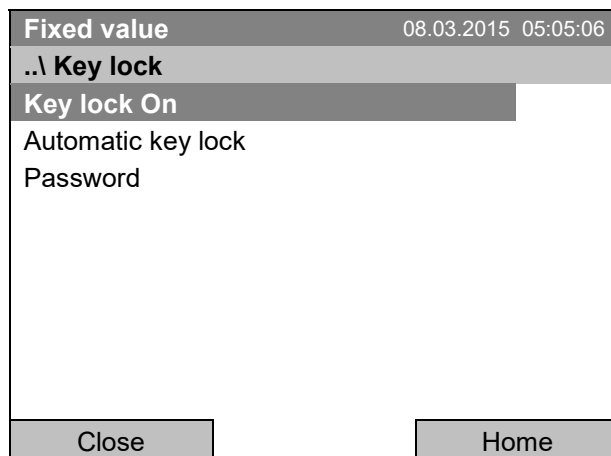 Fixed value 08.03.2015 05:05:06
..\ Key lock
Key lock On
Automatic key lock
Password
Close Home